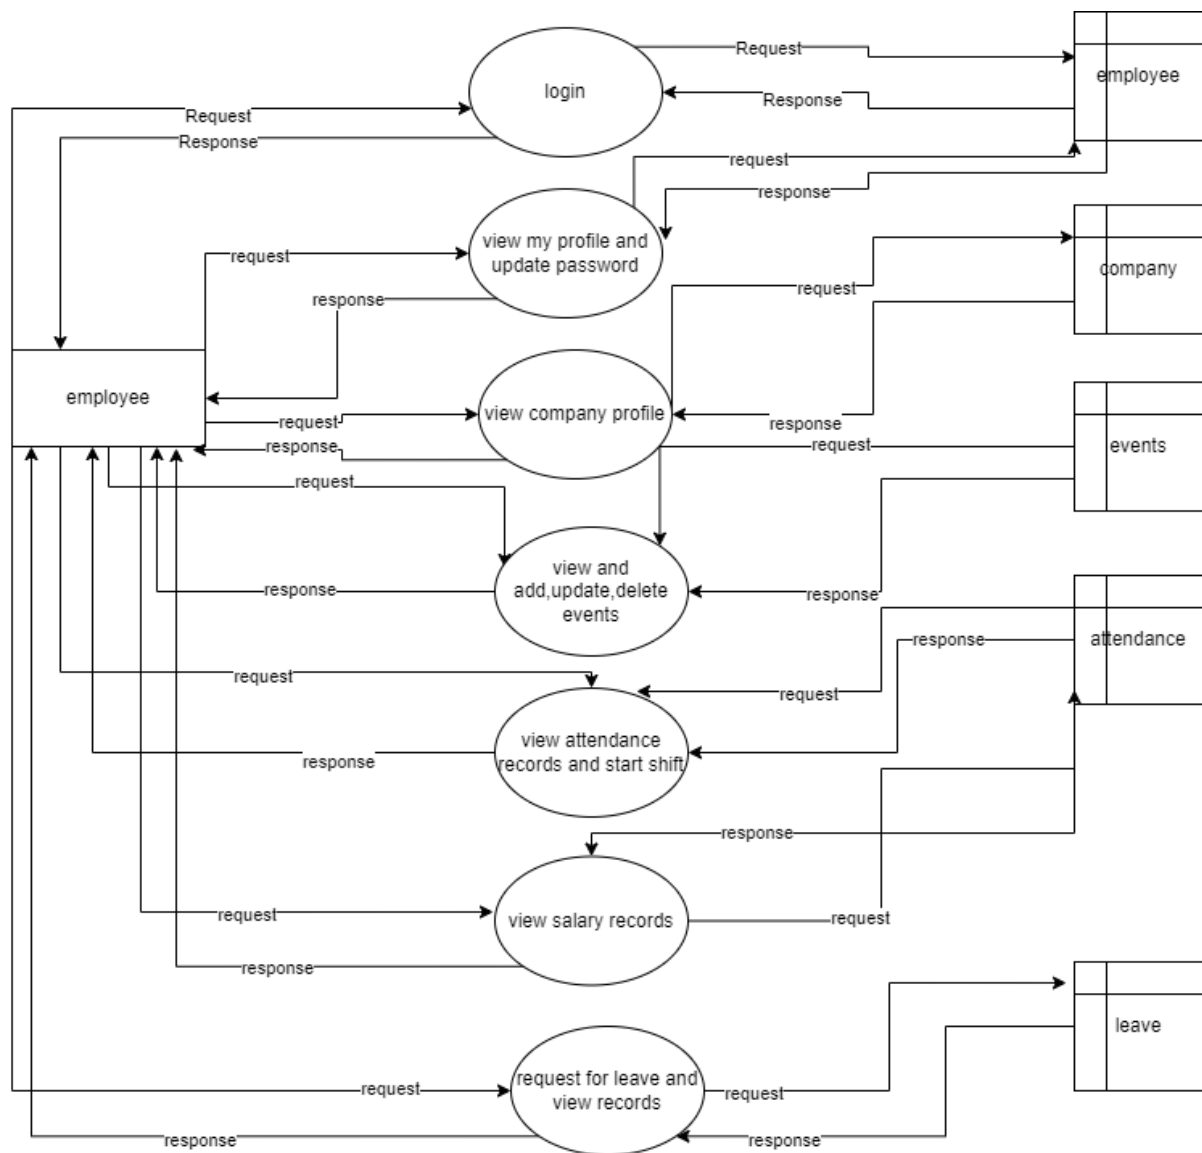 Request
employee
login
Response
Request
Response
request
response
view my profile and
update password
request
company
request
response
employee
view company profile
request
response
request
response
events
request
view and
add,update,delete
events
response
response
attendance
response
request
request
view attendance
records and start shift
response
response
request
view salary records
request
response
leave
request for leave and
view records
request
request
response
response